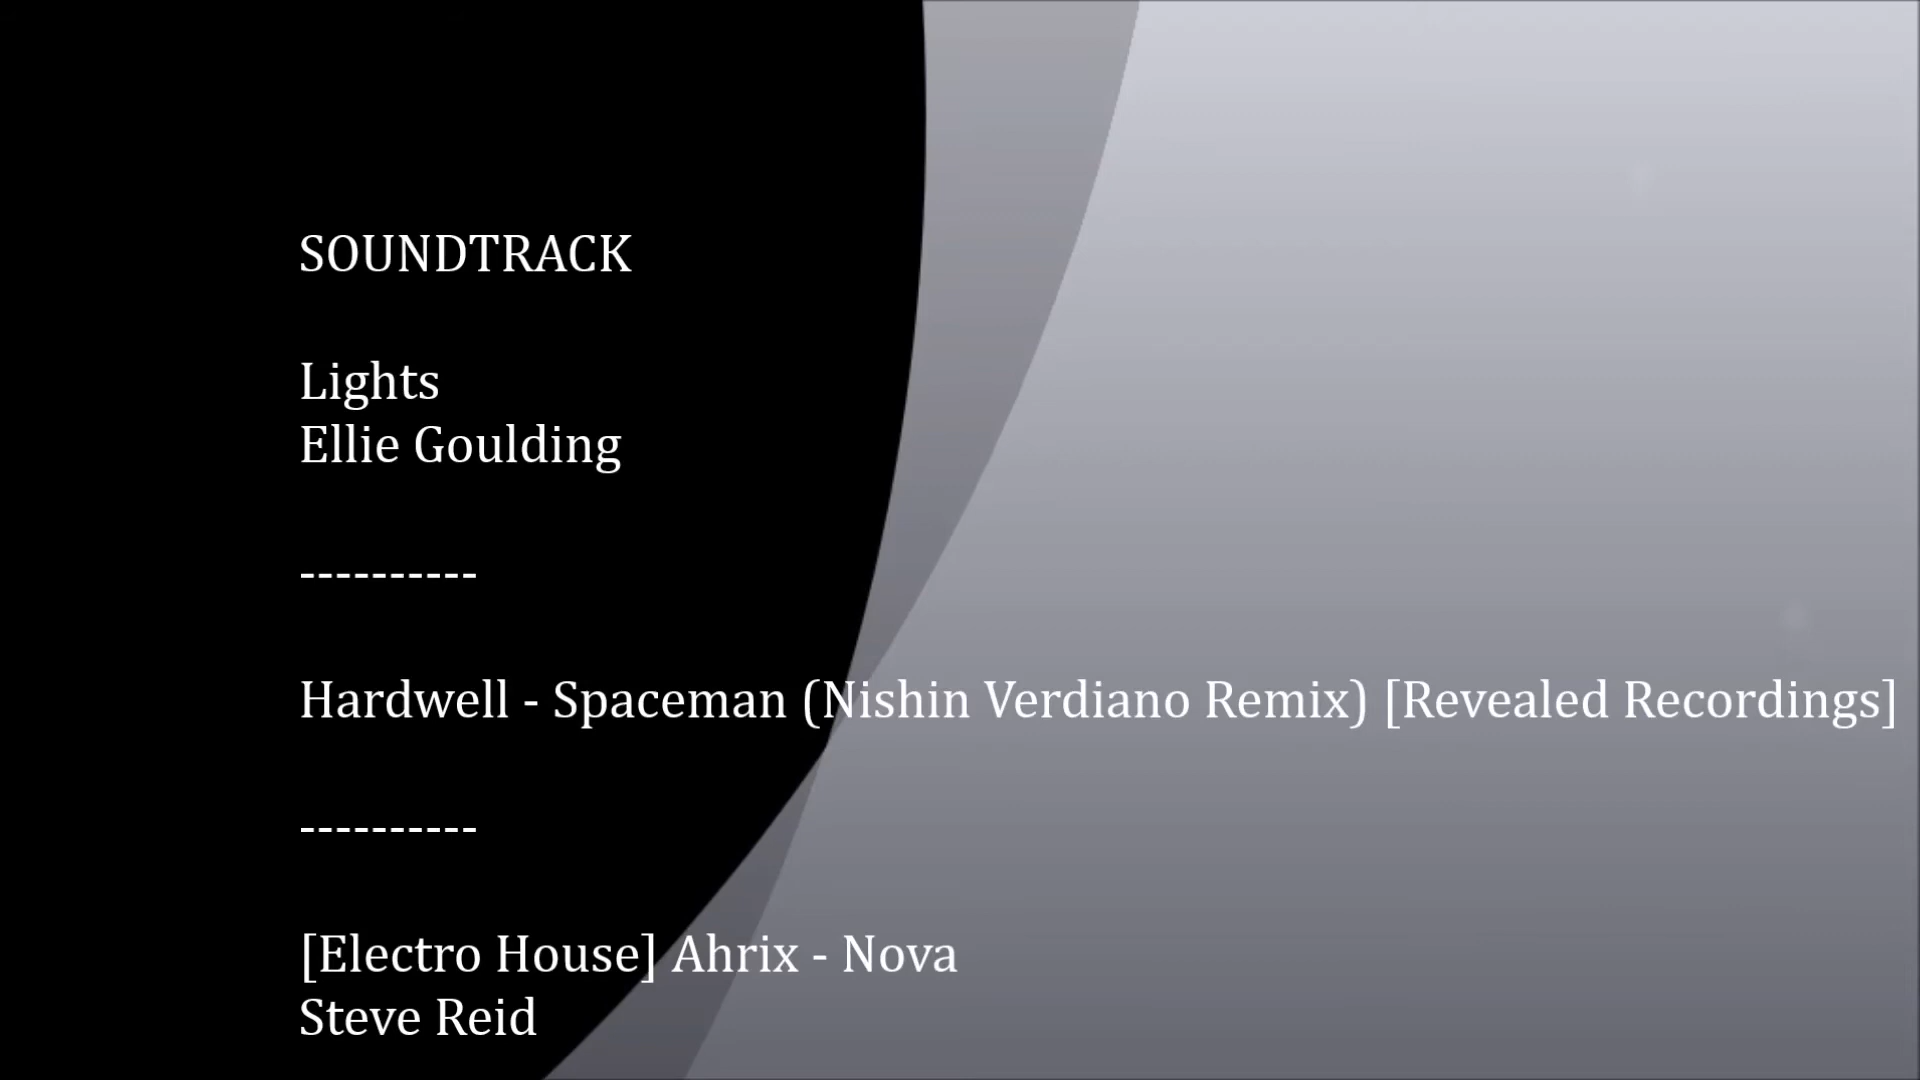 SOUNDTRACK
Lights
Ellie Goulding
----------
Hardwell - Spaceman (Nishin Verdiano Remix) [Revealed Recordings]
----------
[Electro House] Ahrix - Nova
Steve Reid